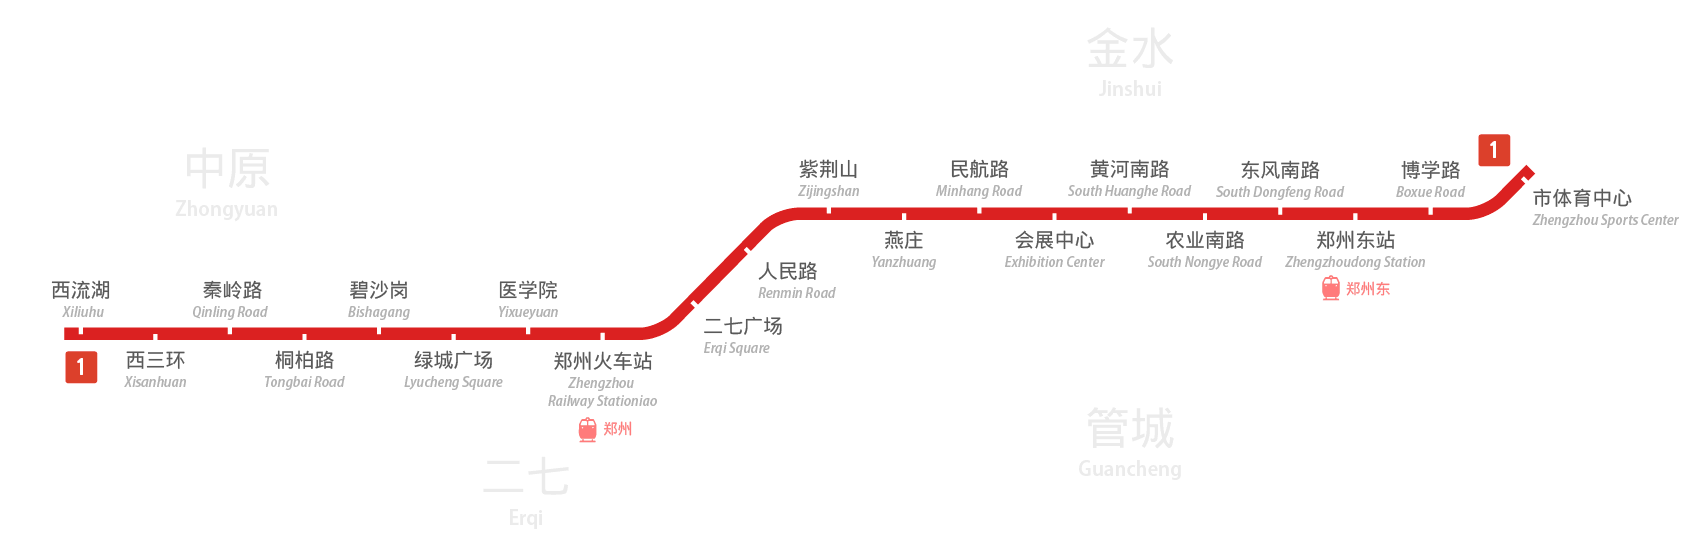 金水
Jinshui
中原
Zhongyuan
1
紫荆山
Zijingshan
民航路
Minhang Road
黄河南路
South Huanghe Road
东风南路
South Dongfeng Road
博学路
Boxue Road
市体育中心
Zhengzhou Sports Center
燕庄
Yanzhuang
会展中心
Exhibition Center
农业南路
South Nongye Road
郑州东站
Zhengzhoudong Station
郑州东
人民路
Renmin Road
二七广场
Erqi Square
西流湖
Xiliuhu
秦岭路
Qinling Road
碧沙岗
Bishagang
医学院
Yixueyuan
1
西三环
Xisanhuan
桐柏路
Tongbai Road
绿城广场
Lyucheng Square
郑州火车站
Zhengzhou
Railway Stationiao
郑州
管城
Guancheng
二七
Erqi